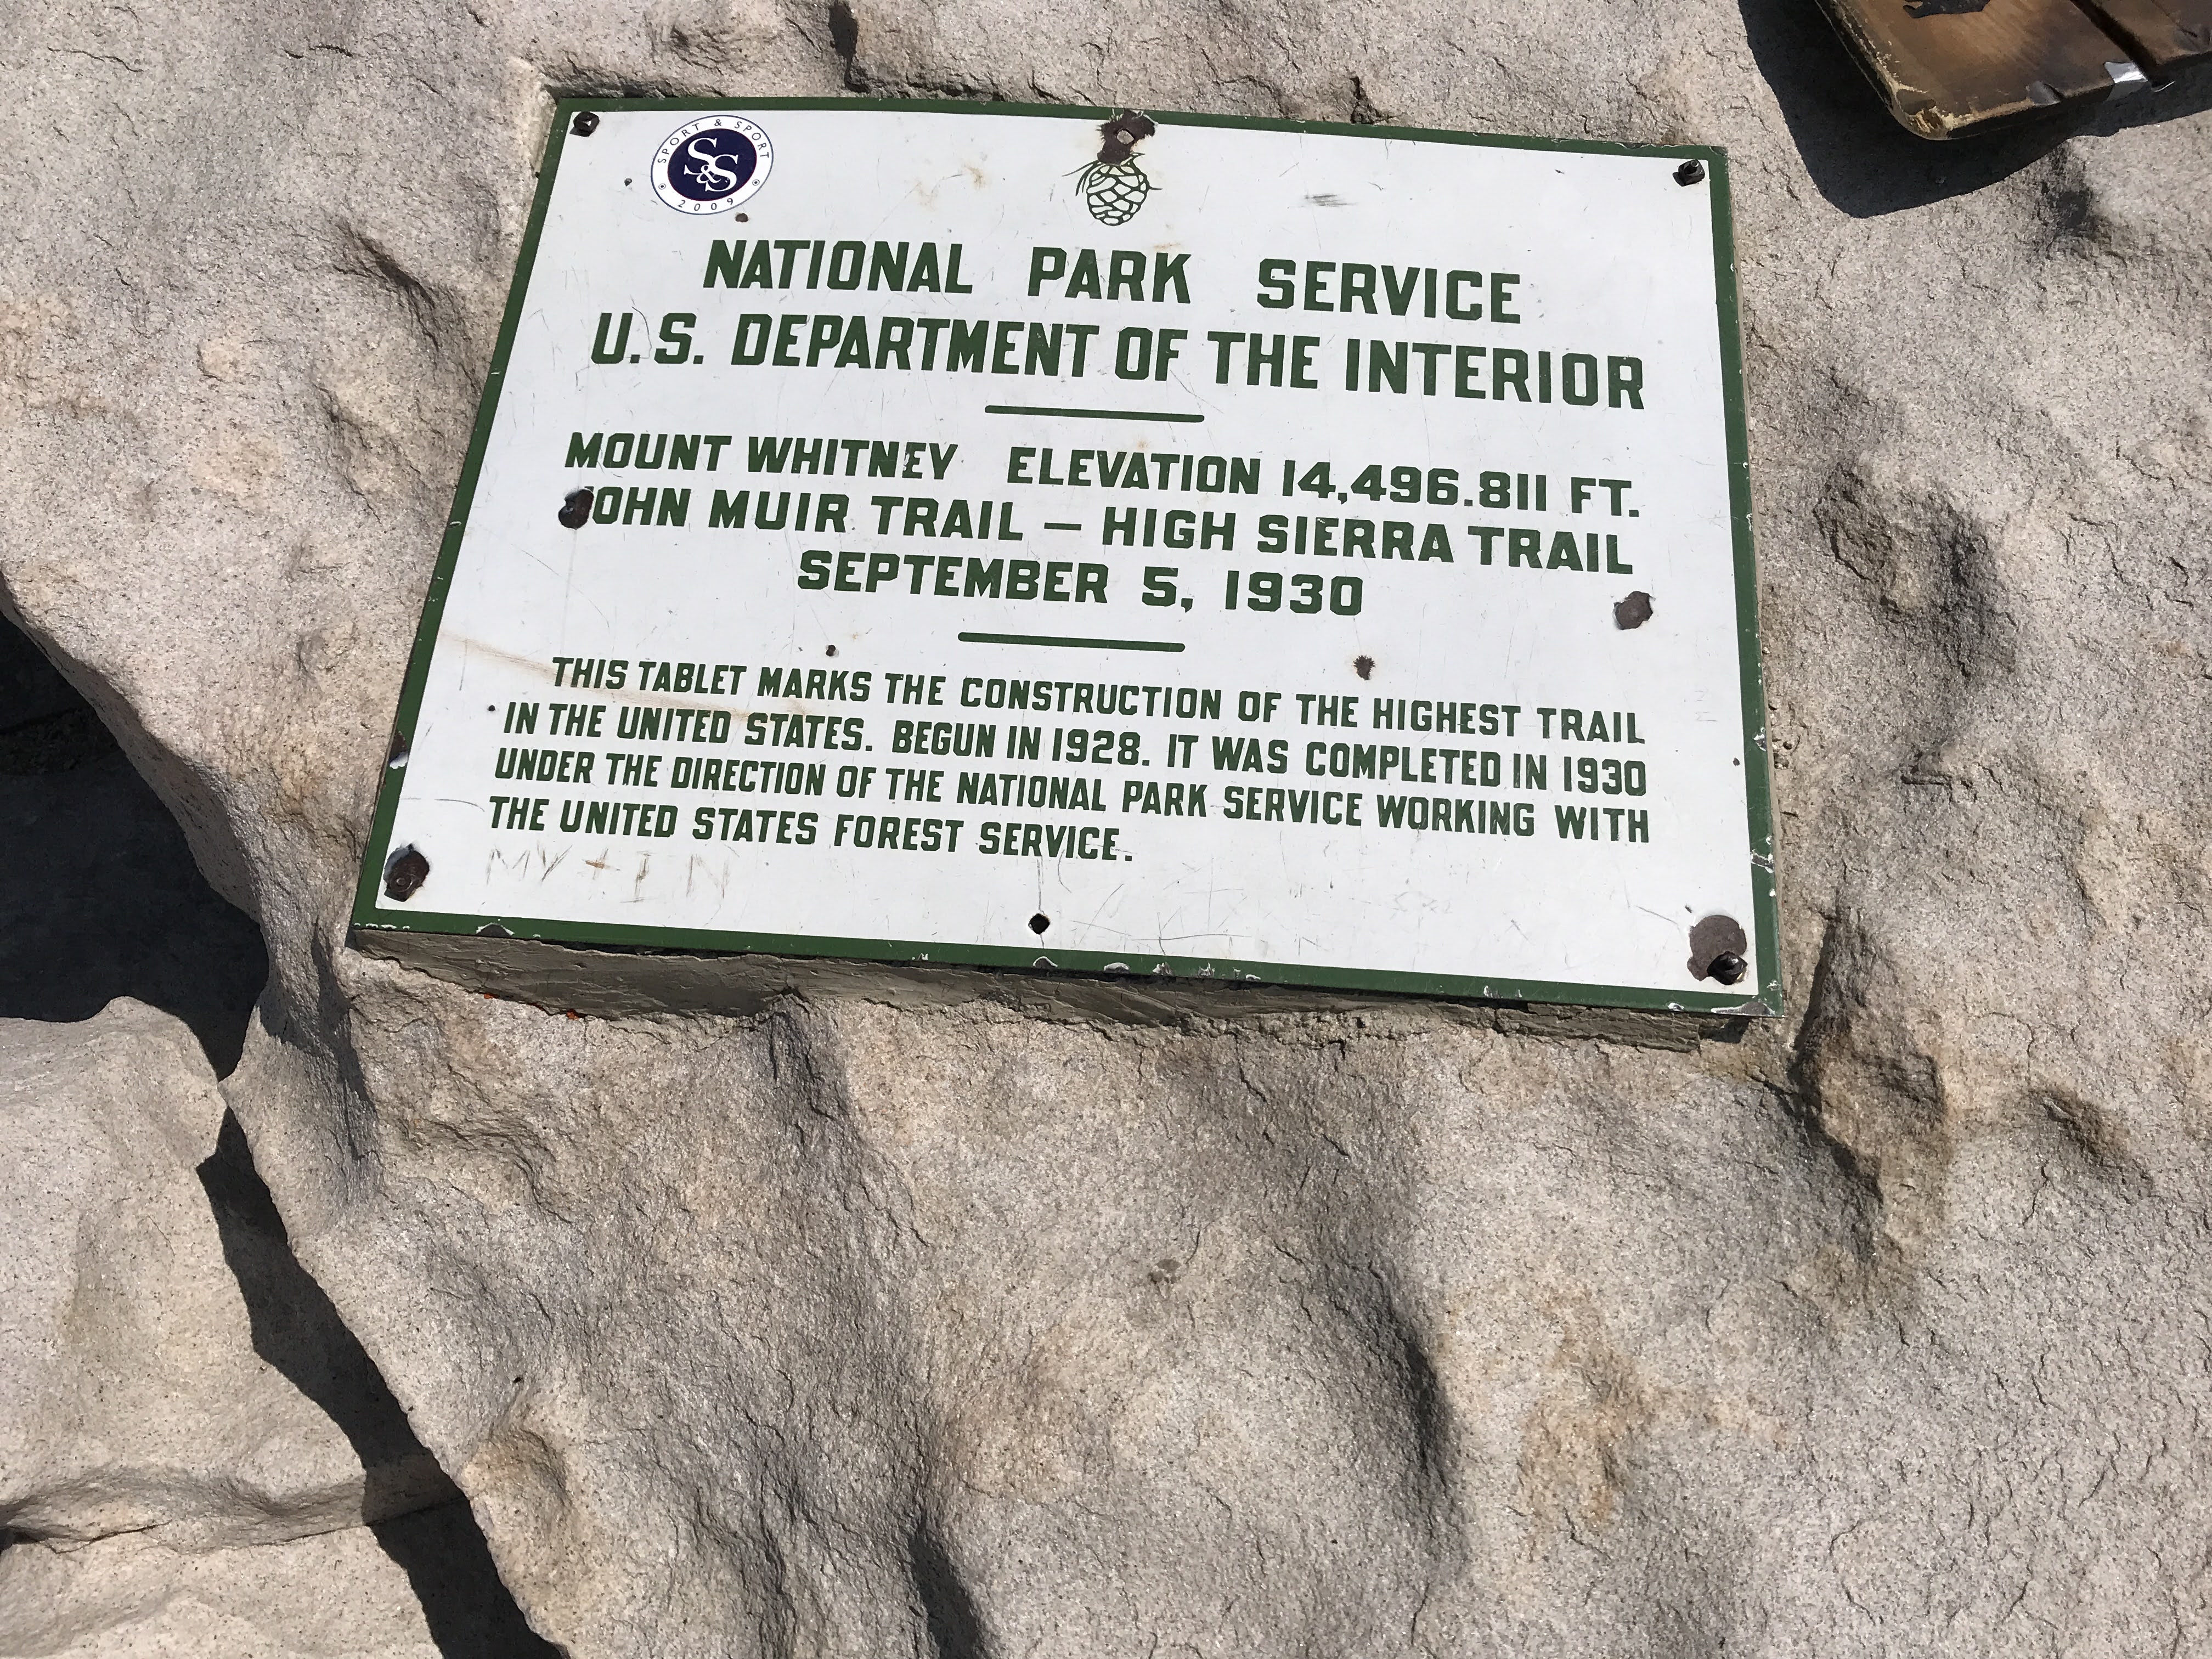 SPORT & SPORT
S&S
2009
NATIONAL PARK SERVICE
U.S. DEPARTMENT OF THE INTERIOR
MOUNT WHITNEY ELEVATION 14,496.811 FT.
JOHN MUIR TRAIL – HIGH SIERRA TRAIL
SEPTEMBER 5, 1930
THIS TABLET MARKS THE CONSTRUCTION OF THE HIGHEST TRAIL
IN THE UNITED STATES. BEGUN IN 1928. IT WAS COMPLETED IN 1930
UNDER THE DIRECTION OF THE NATIONAL PARK SERVICE WORKING WITH
THE UNITED STATES FOREST SERVICE.